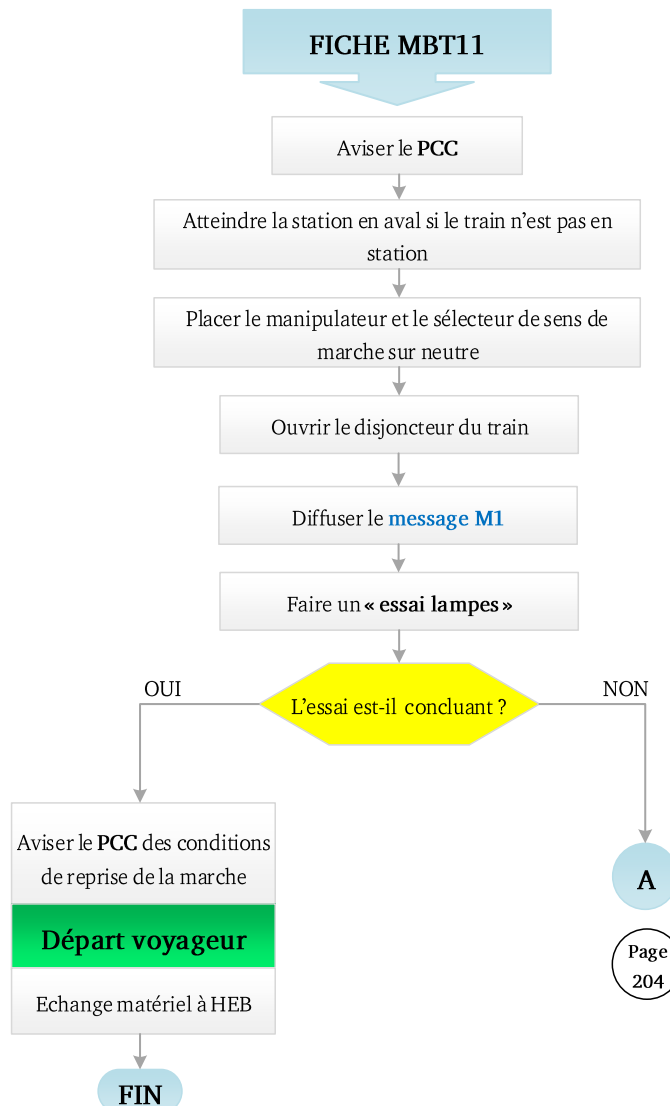 FICHE MBT11
Aviser le PCC
Atteindre la station en aval si le train n’est pas en
station
Placer le manipulateur et le sélecteur de sens de
marche sur neutre
Ouvrir le disjoncteur du train
Diffuser le message M1
Faire un « essai lampes »
L’essai est-il concluant ?
OUI
NON
Aviser le PCC des conditions
de reprise de la marche
Départ voyageur
Echange matériel à HEB
FIN
A
Page
204